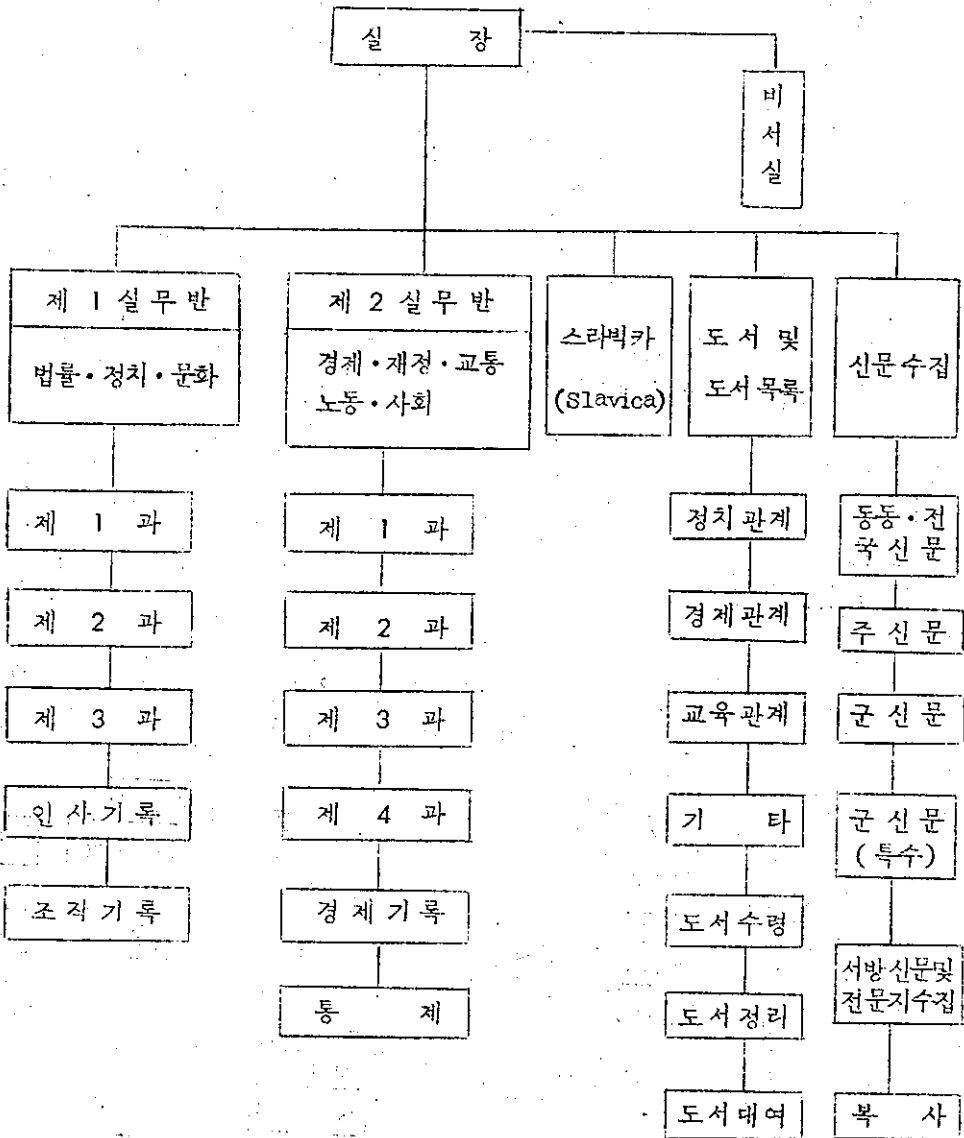 실 장
비
서
실
제 1 실 무 반
법률·정치·문화
제 1 과
제 2 과
제 3 과
인 사 기 록
조 직 기 록
제 2 실 무 반
경제·재정·교통
노동·사회
제 1 과
제 2 과
제 3 과
제 4 과
경 제 기 록
통 제
스라빅카
(Slavica)
도 서 및
도서 목록
정치 관계
경제 관계
교육 관계
기 타
도서수령
도서정리
도서대여
신문 수집
동동·전
국 신 문
주 신 문
군 신 문
군 신 문
(특수)
서방 신문및
전문지수집
복 사